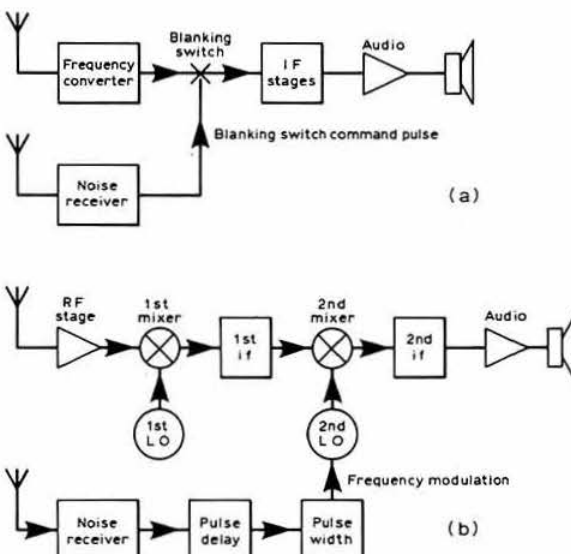 Blanking
switch
Audio
Frequency
converter
IF
stages
Blanking switch command pulse
Noise
receiver
(a)
RF
stage
1st
mixer
2nd
mixer
Audio
1st
if
2nd
if
1st
LO
2nd
LO
Frequency modulation
Noise
receiver
Pulse
delay
Pulse
width
(b)